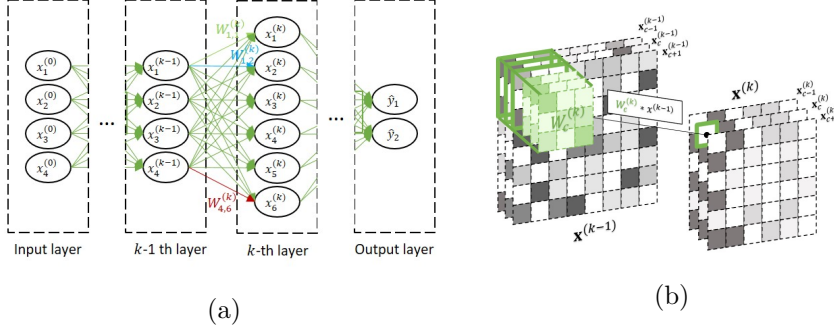 W_{1,1}^{(k)}
W_{1,2}^{(k)}
x_1^{(0)}
x_2^{(0)}
x_3^{(0)}
x_4^{(0)}
...
x_1^{(k-1)}
x_2^{(k-1)}
x_3^{(k-1)}
x_4^{(k-1)}
W_{4,6}^{(k)}
x_1^{(k)}
x_2^{(k)}
x_3^{(k)}
x_4^{(k)}
x_5^{(k)}
x_6^{(k)}
...
ŷ_1
ŷ_2
Input layer
k-1 th layer
k-th layer
Output layer
(a)
x_{c-1}^{(k-1)}
x_c^{(k-1)}
x_{c+1}^{(k-1)}
W_c^{(k)}
W_c^{(k)} * x^{(k-1)}
x^{(k-1)}
x^{(k)}
x_{c-1}^{(k)}
x_c^{(k)}
(b)